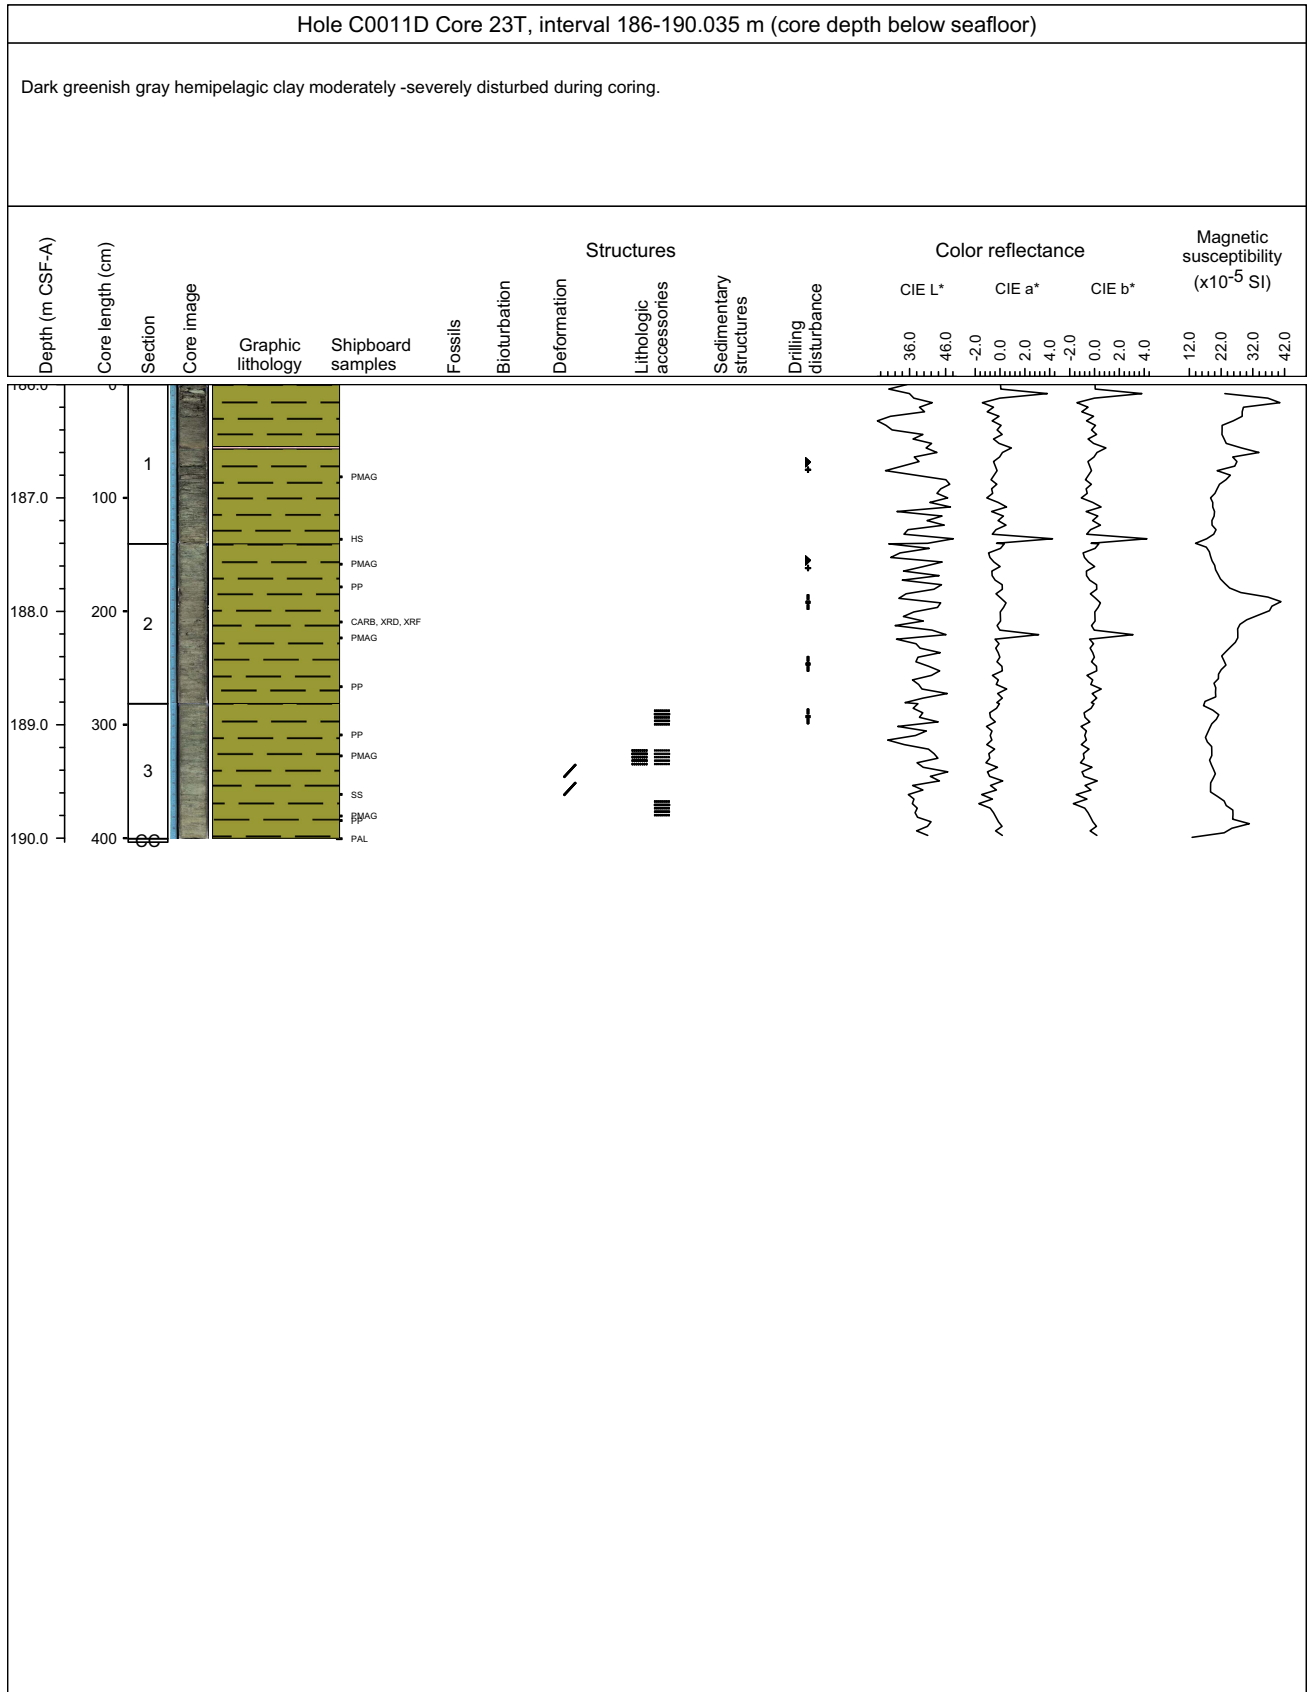 Hole C0011D Core 23T, interval 186-190.035 m (core depth below seafloor)
Dark greenish gray hemipelagic clay moderately -severely disturbed during coring.
Depth (m CSF-A)
Core length (cm)
Section
Core image
Graphic
lithology
Shipboard
samples
Fossils
Bioturbation
Structures
Deformation
Lithologic
accessories
Sedimentary
structures
Drilling
disturbance
Color reflectance
CIE L*
CIE a*
CIE b*
Magnetic
susceptibility
(x10-5 SI)
36.0 46.0
-2.0 0.0 2.0 4.0
-2.0 0.0 2.0 4.0
12.0 22.0 32.0 42.0
186.0 0
1
PMAG
187.0 100
HS
PMAG
PP
188.0 200
2
CARB, XRD, XRF
PMAG
PP
189.0 300
PP
PMAG
3
SS
PMAG
PP
190.0 400
CC
PAL